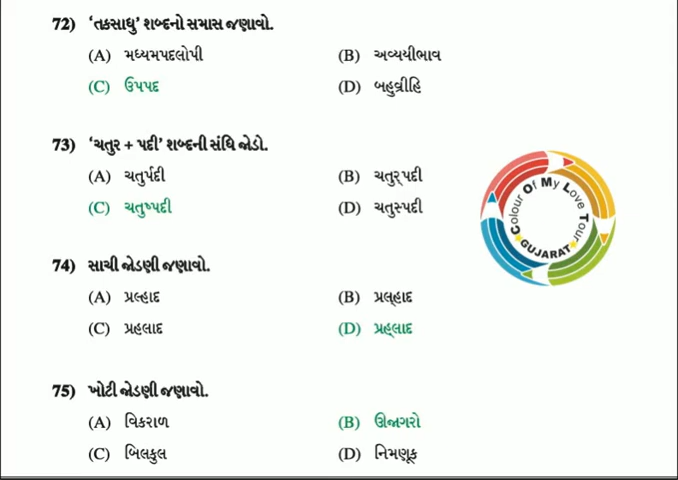 72) ‘તકસાધુ’ શબ્દનો સમાસ જણાવો.
(A) મધ્યમપદલોપી (B) અવ્યયીભાવ
(C) ઉપપદ (D) બહુવ્રીહિ
73) ‘ચતુર + પદી’ શબ્દની સંધિ જોડો.
(A) ચતુર્પદી (B) ચતુર્‌પદી
(C) ચતુષ્પદી (D) ચતુસ્પદી
Colour Of My Love Tour
GUJARAT
74) સાચી જોડણી જણાવો.
(A) પ્રલ્હાદ (B) પ્રલ્‌હાદ
(C) પ્રહલાદ (D) પ્રહ્‌લાદ
75) ખોટી જોડણી જણાવો.
(A) વિકરાળ (B) ઊજાગરો
(C) બિલકુલ (D) નિમણૂક